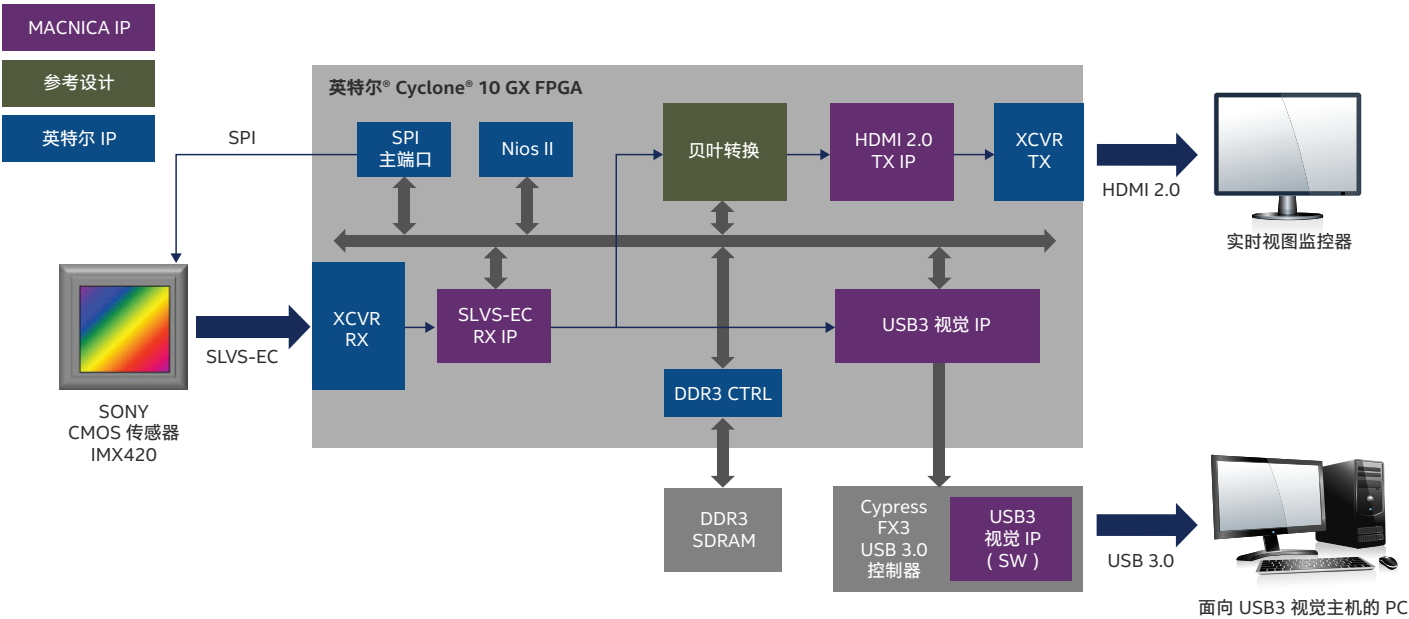 MACNICA IP
参考设计
英特尔 IP
英特尔® Cyclone® 10 GX FPGA
SPI
SPI
主端口
Nios II
贝叶转换
HDMI 2.0
TX IP
XCVR
TX
HDMI 2.0
实时视图监控器
XCVR
RX
SLVS-EC
RX IP
USB3 视觉 IP
SLVS-EC
DDR3 CTRL
SONY
CMOS 传感器
IMX420
DDR3
SDRAM
Cypress
FX3
USB 3.0
控制器
USB3
视觉 IP
( SW )
USB 3.0
面向 USB3 视觉主机的 PC